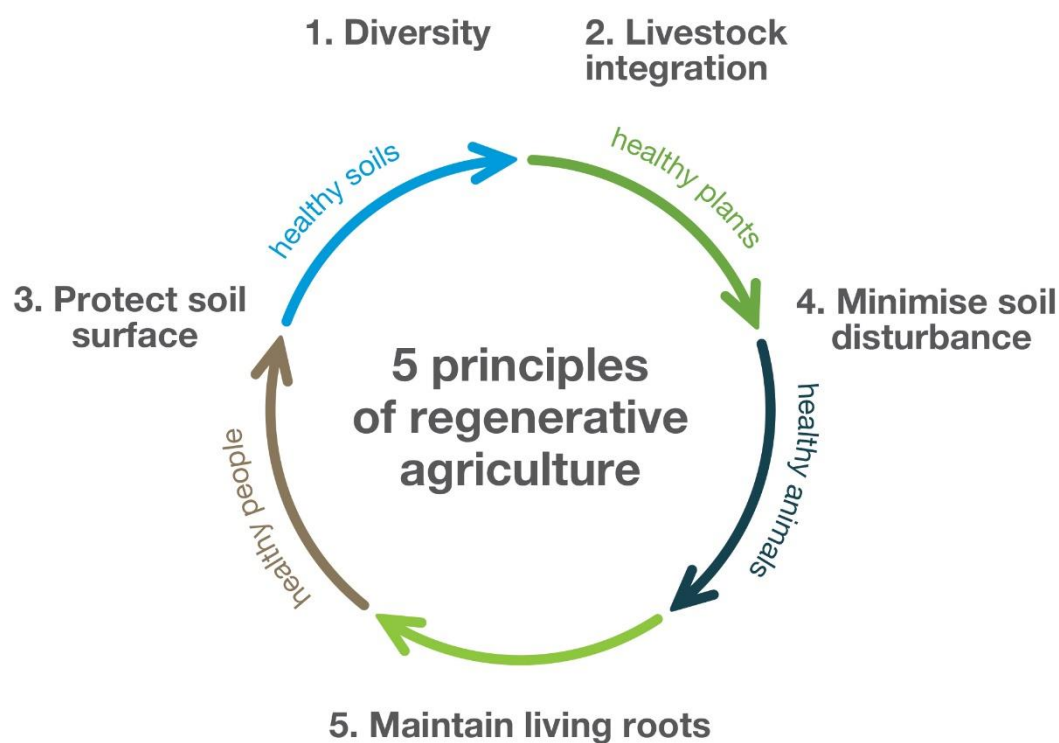 1. Diversity
2. Livestock
integration
healthy soils
healthy plants
3. Protect soil
surface
4. Minimise soil
disturbance
5 principles
of regenerative
agriculture
healthy people
healthy animals
5. Maintain living roots